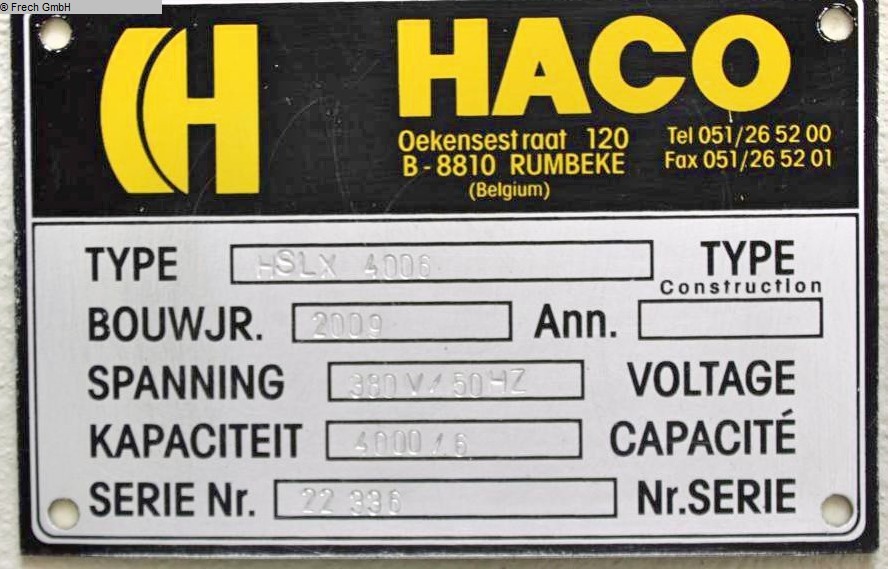 © Frech GmbH
HACO
Oekensestraat 120
B-8810 RUMBEKE
(Belgium)
Tel 051/26 52 00
Fax 051/26 52 01
TYPE HSLX 4006 TYPE
BOUWJR. 2009 Ann. Construction
SPANNING 380 V/50HZ VOLTAGE
KAPACITEIT 4000/6 CAPACITÉ
SERIE Nr. 22 336 Nr.SERIE